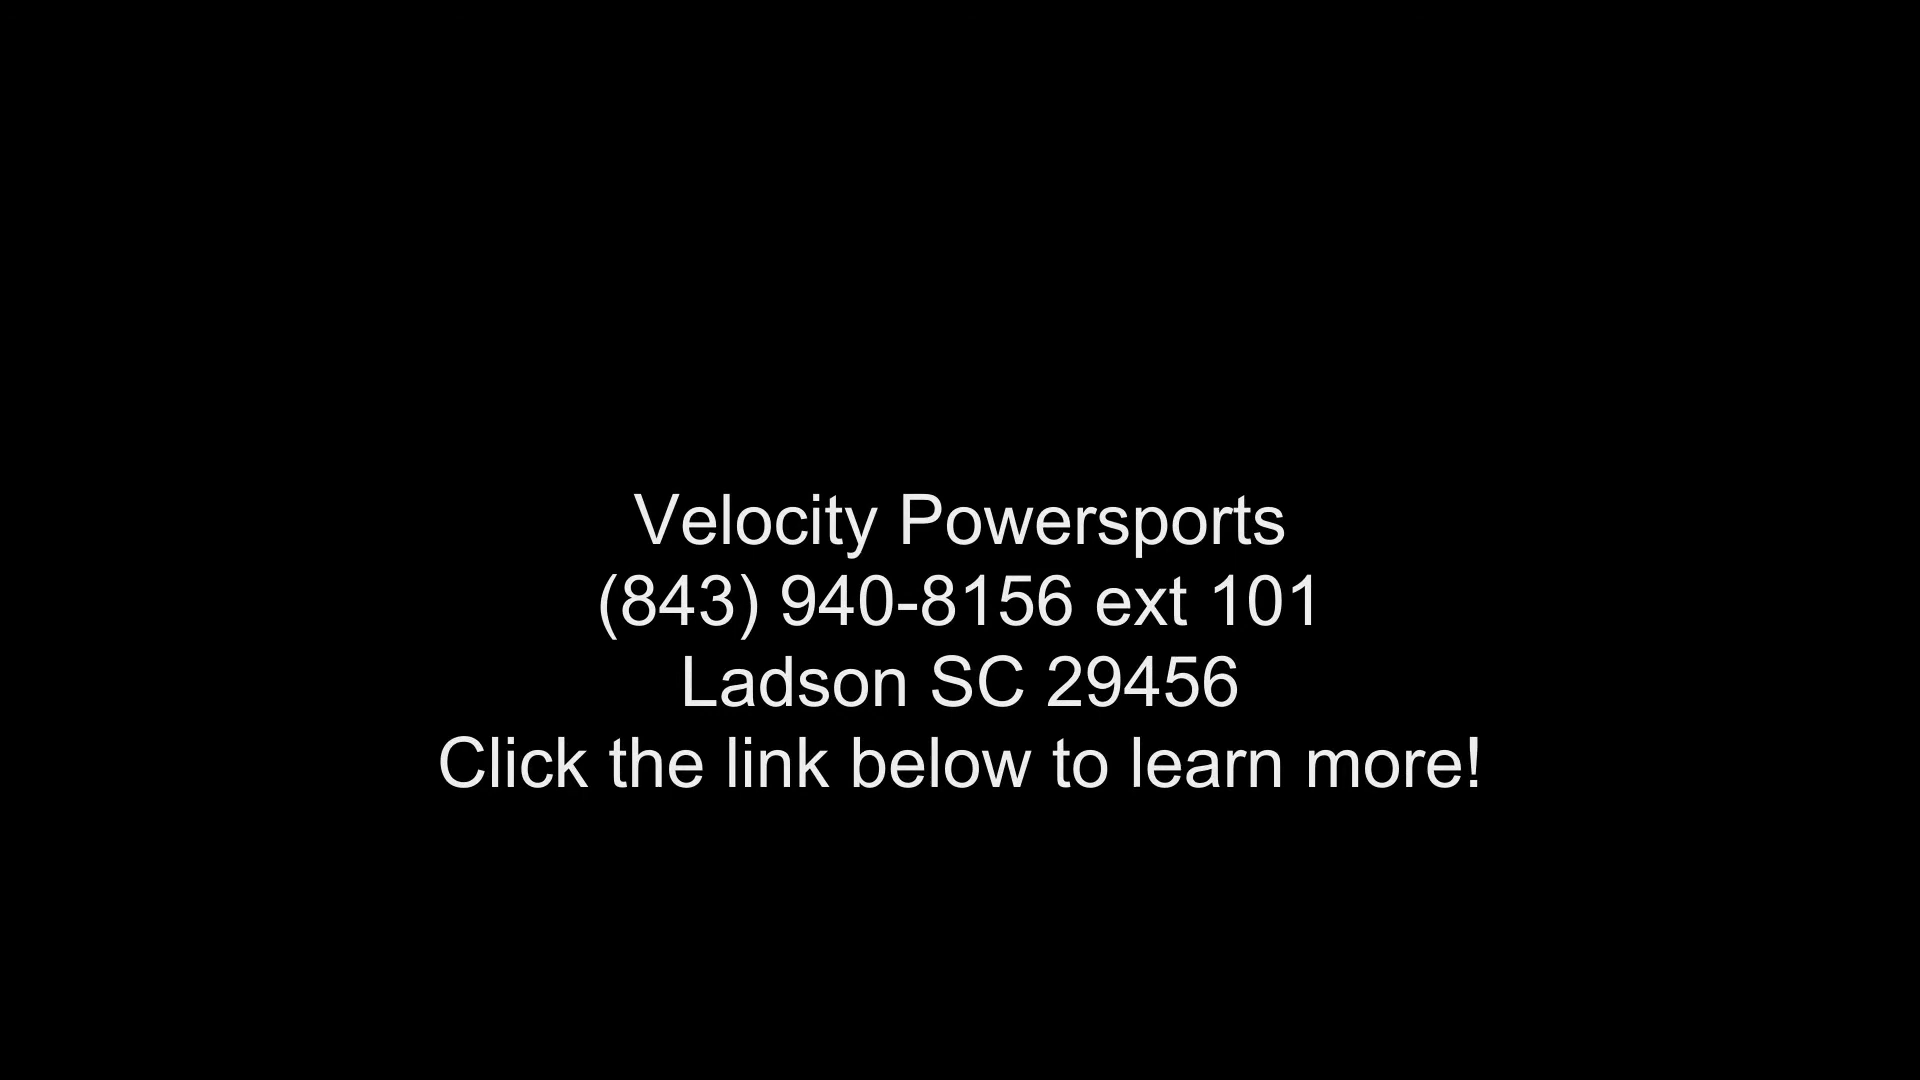 Velocity Powersports
(843) 940-8156 ext 101
Ladson SC 29456
Click the link below to learn more!